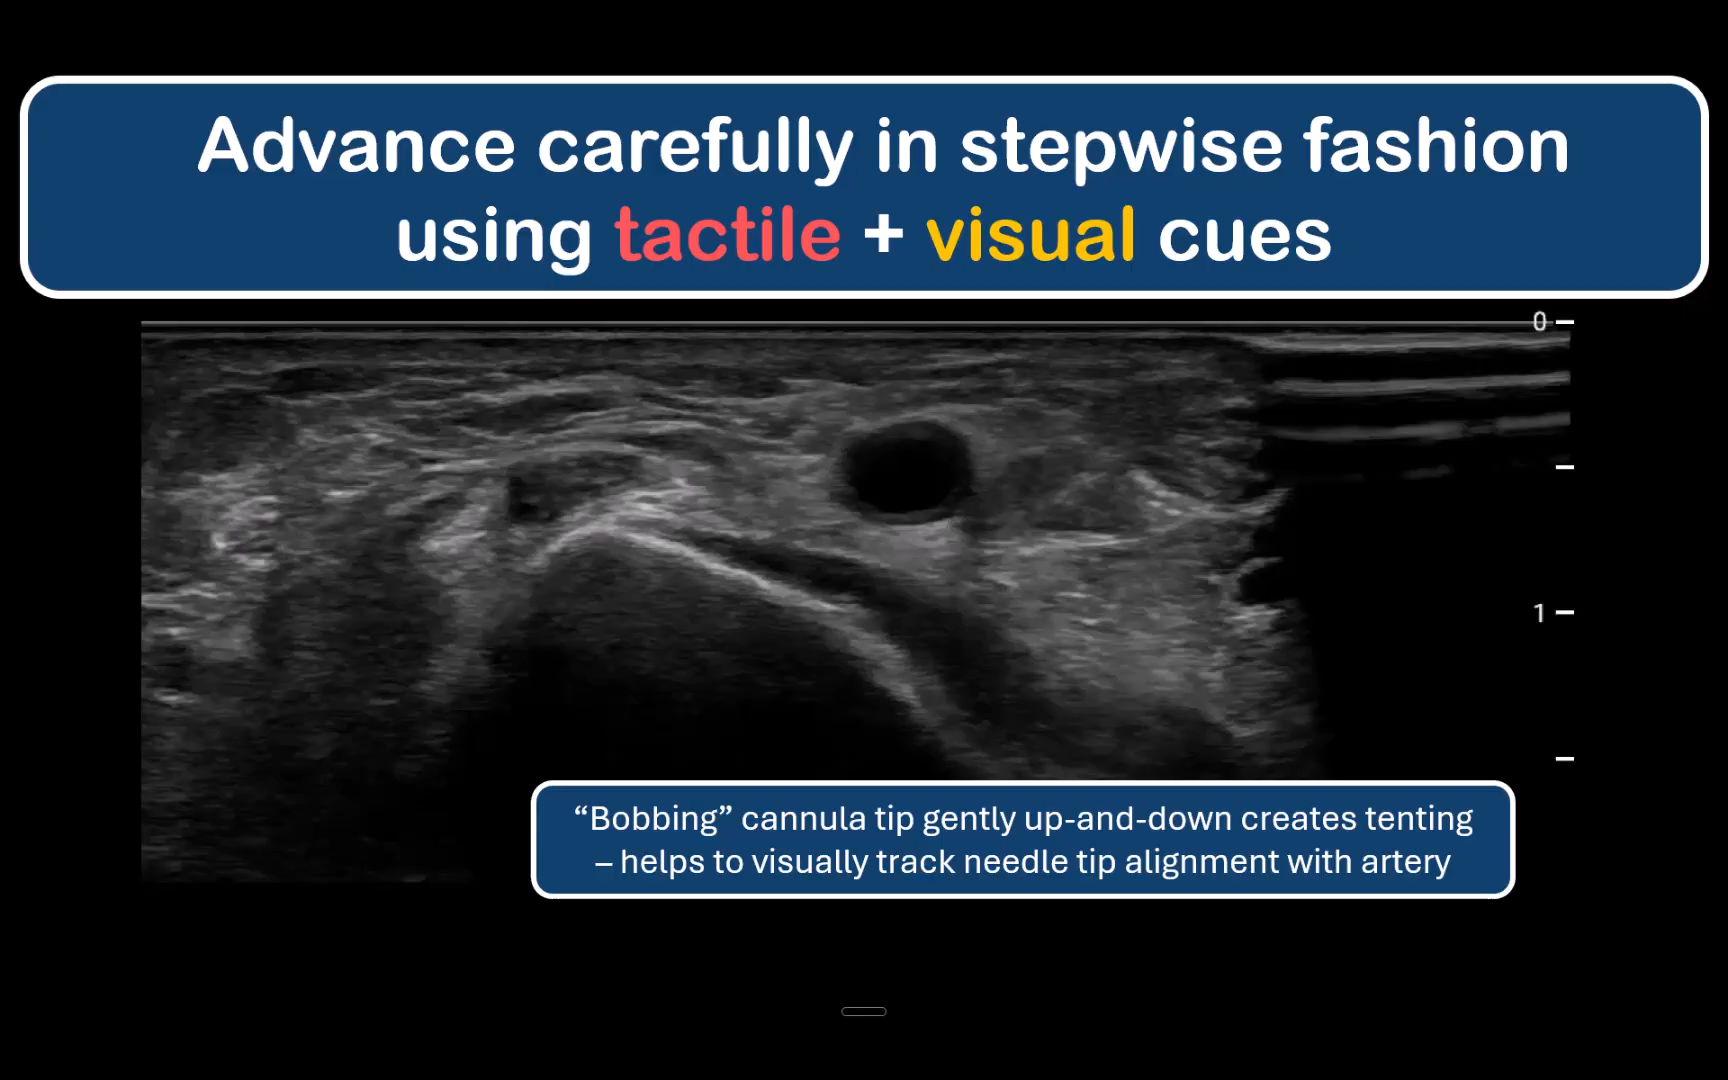 Advance carefully in stepwise fashion
using tactile + visual cues
0
1
“Bobbing” cannula tip gently up-and-down creates tenting
– helps to visually track needle tip alignment with artery